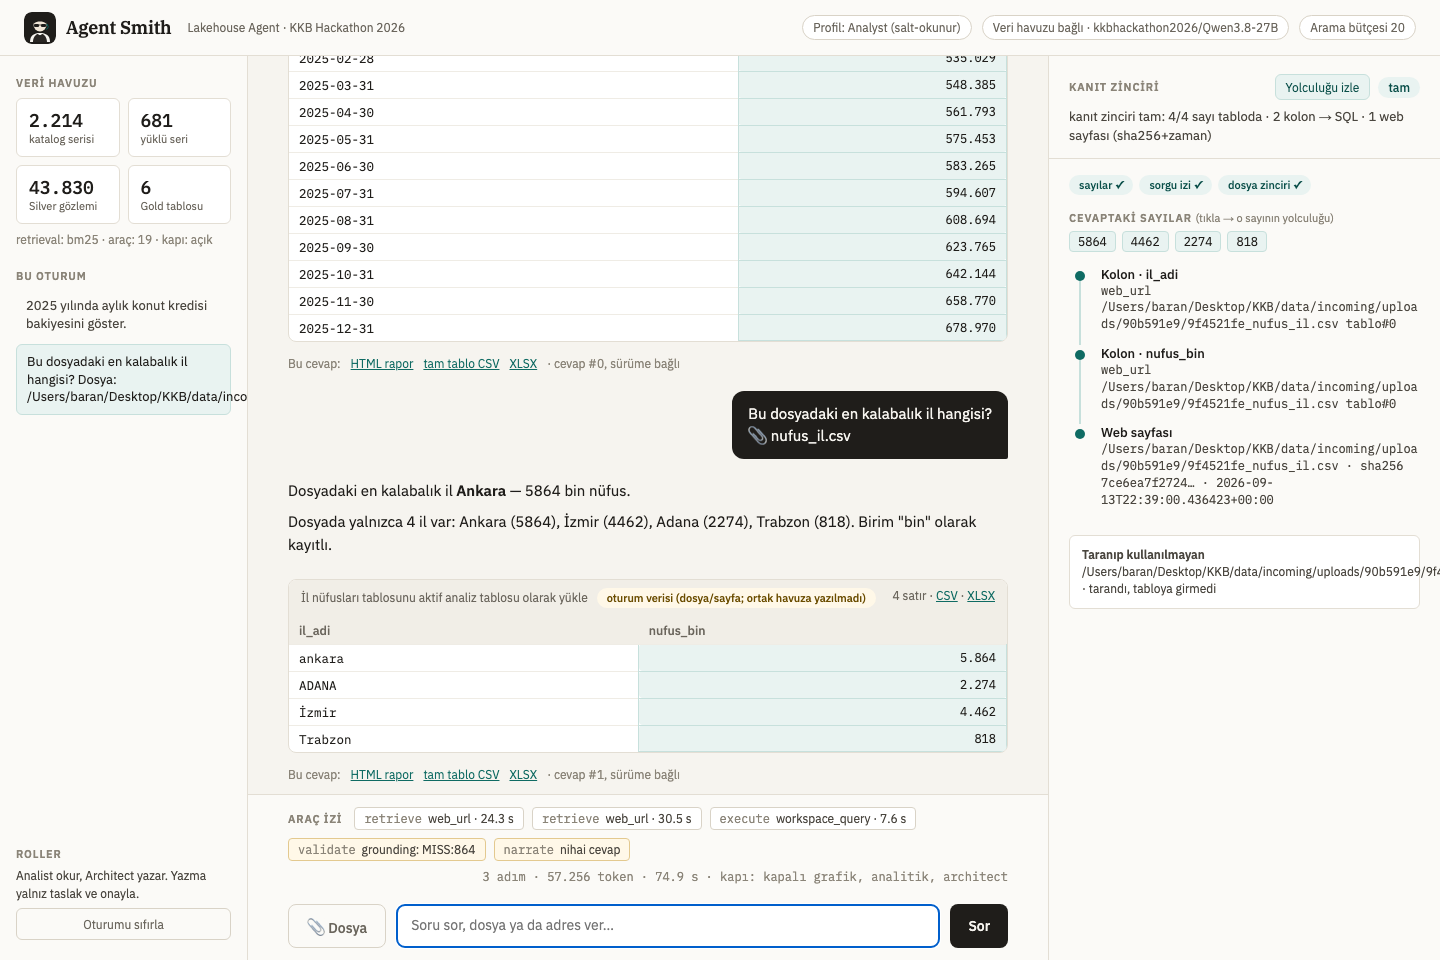 Agent Smith
Lakehouse Agent · KKB Hackathon 2026
Profil: Analyst (salt-okunur)
Veri havuzu bağlı · kkbhackathon2026/Qwen3.8-27B
Arama bütçesi 20
VERİ HAVUZU
2.214
katalog serisi
681
yüklü seri
43.830
Silver gözlemi
6
Gold tablosu
retrieval: bm25 · araç: 19 · kapı: açık
BU OTURUM
2025 yılında aylık konut kredisi
bakiyesini göster.
Bu dosyadaki en kalabalık il
hangisi? Dosya:
/Users/baran/Desktop/KKB/data/inco
ROLLER
Analist okur, Architect yazar. Yazma
yalnız taslak ve onayla.
Oturumu sıfırla
2025-02-28 535.029
2025-03-31 548.385
2025-04-30 561.793
2025-05-31 575.453
2025-06-30 583.265
2025-07-31 594.607
2025-08-31 608.694
2025-09-30 623.765
2025-10-31 642.144
2025-11-30 658.770
2025-12-31 678.970
Bu cevap: HTML rapor tam tablo CSV XLSX · cevap #0, sürüme bağlı
Bu dosyadaki en kalabalık il hangisi?
📎 nufus_il.csv
Dosyadaki en kalabalık il Ankara — 5864 bin nüfus.
Dosyada yalnızca 4 il var: Ankara (5864), İzmir (4462), Adana (2274), Trabzon (818). Birim "bin" olarak
kayıtlı.
İl nüfusları tablosunu aktif analiz tablosu olarak yükle oturum verisi (dosya/sayfa; ortak havuza yazılmadı) 4 satır · CSV · XLSX
il_adi nufus_bin
ankara 5.864
ADANA 2.274
İzmir 4.462
Trabzon 818
Bu cevap: HTML rapor tam tablo CSV XLSX · cevap #1, sürüme bağlı
ARAÇ İZİ retrieve web_url · 24.3 s retrieve web_url · 30.5 s execute workspace_query · 7.6 s
validate grounding: MISS:864 narrate nihai cevap
3 adım · 57.256 token · 74.9 s · kapı: kapalı grafik, analitik, architect
📎 Dosya
Soru sor, dosya ya da adres ver...
Sor
KANIT ZİNCİRİ
Yolculuğu izle
tam
kanıt zinciri tam: 4/4 sayı tabloda · 2 kolon → SQL · 1 web
sayfası (sha256+zaman)
sayılar ✓ sorgu izi ✓ dosya zinciri ✓
CEVAPTAKİ SAYILAR (tıkla → o sayının yolculuğu)
5864 4462 2274 818
Kolon · il_adi
web_url
/Users/baran/Desktop/KKB/data/incoming/uploa
ds/90b591e9/9f4521fe_nufus_il.csv tablo#0
Kolon · nufus_bin
web_url
/Users/baran/Desktop/KKB/data/incoming/uploa
ds/90b591e9/9f4521fe_nufus_il.csv tablo#0
Web sayfası
/Users/baran/Desktop/KKB/data/incoming/uploa
ds/90b591e9/9f4521fe_nufus_il.csv · sha256
7ce6ea7f2724… · 2026-09-
13T22:39:00.436423+00:00
Taranıp kullanılmayan
/Users/baran/Desktop/KKB/data/incoming/uploads/90b591e9/9f4
· tarandı, tabloya girmedi